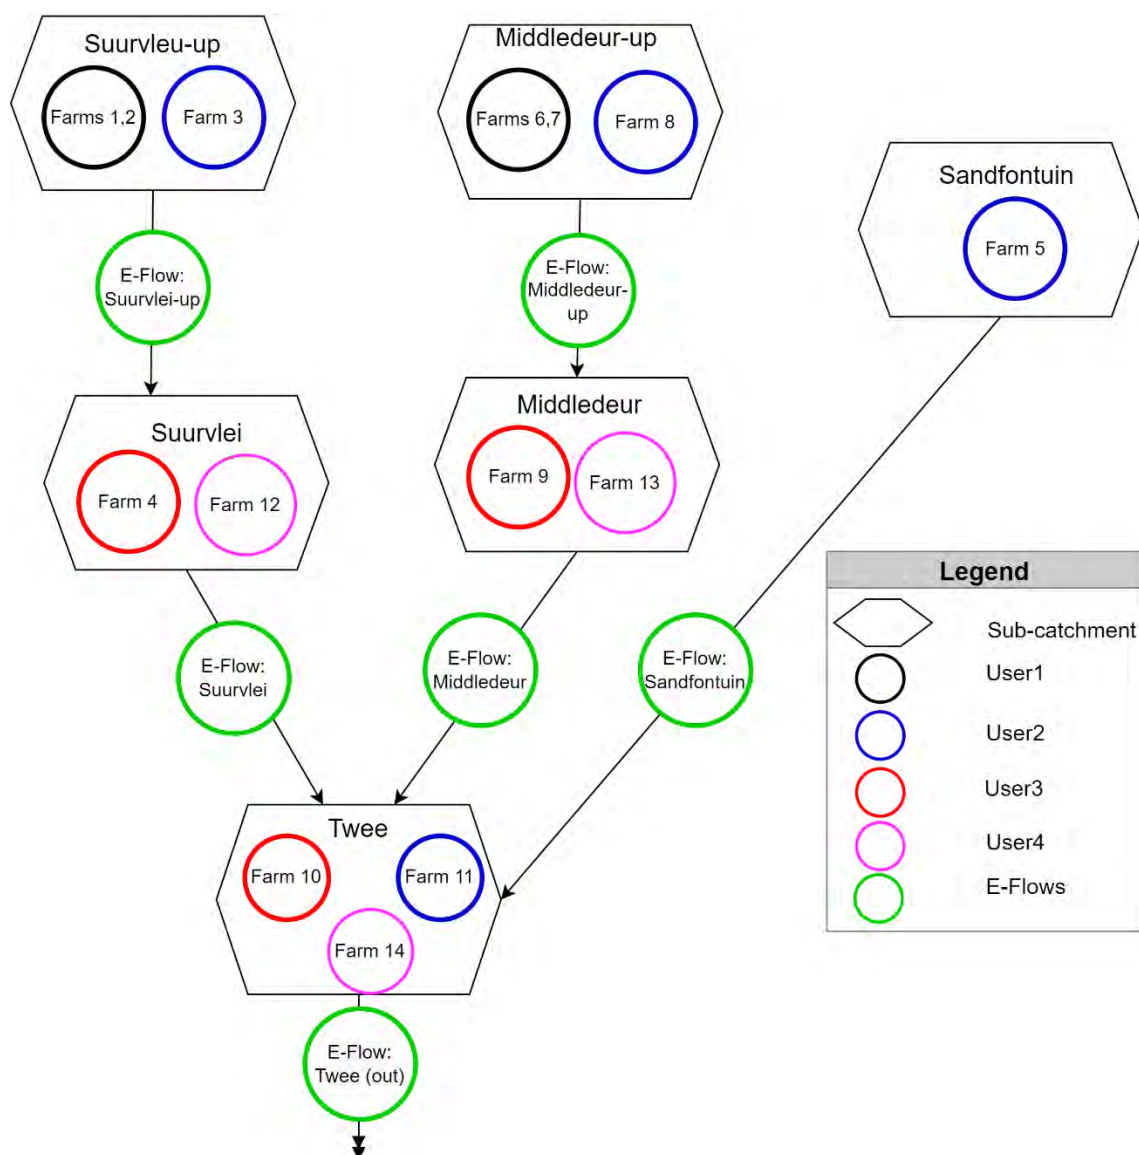 Suurvleu-up
Farms 1,2
Farm 3
Middledeur-up
Farms 6,7
Farm 8
Sandfontuin
Farm 5
E-Flow:
Suurvlei-up
E-Flow:
Middledeur-
up
Suurvlei
Farm 4
Farm 12
Middledeur
Farm 9
Farm 13
E-Flow:
Suurvlei
E-Flow:
Middledeur
E-Flow:
Sandfontuin
Twee
Farm 10
Farm 11
Farm 14
E-Flow:
Twee (out)
Legend
Sub-catchment
User1
User2
User3
User4
E-Flows